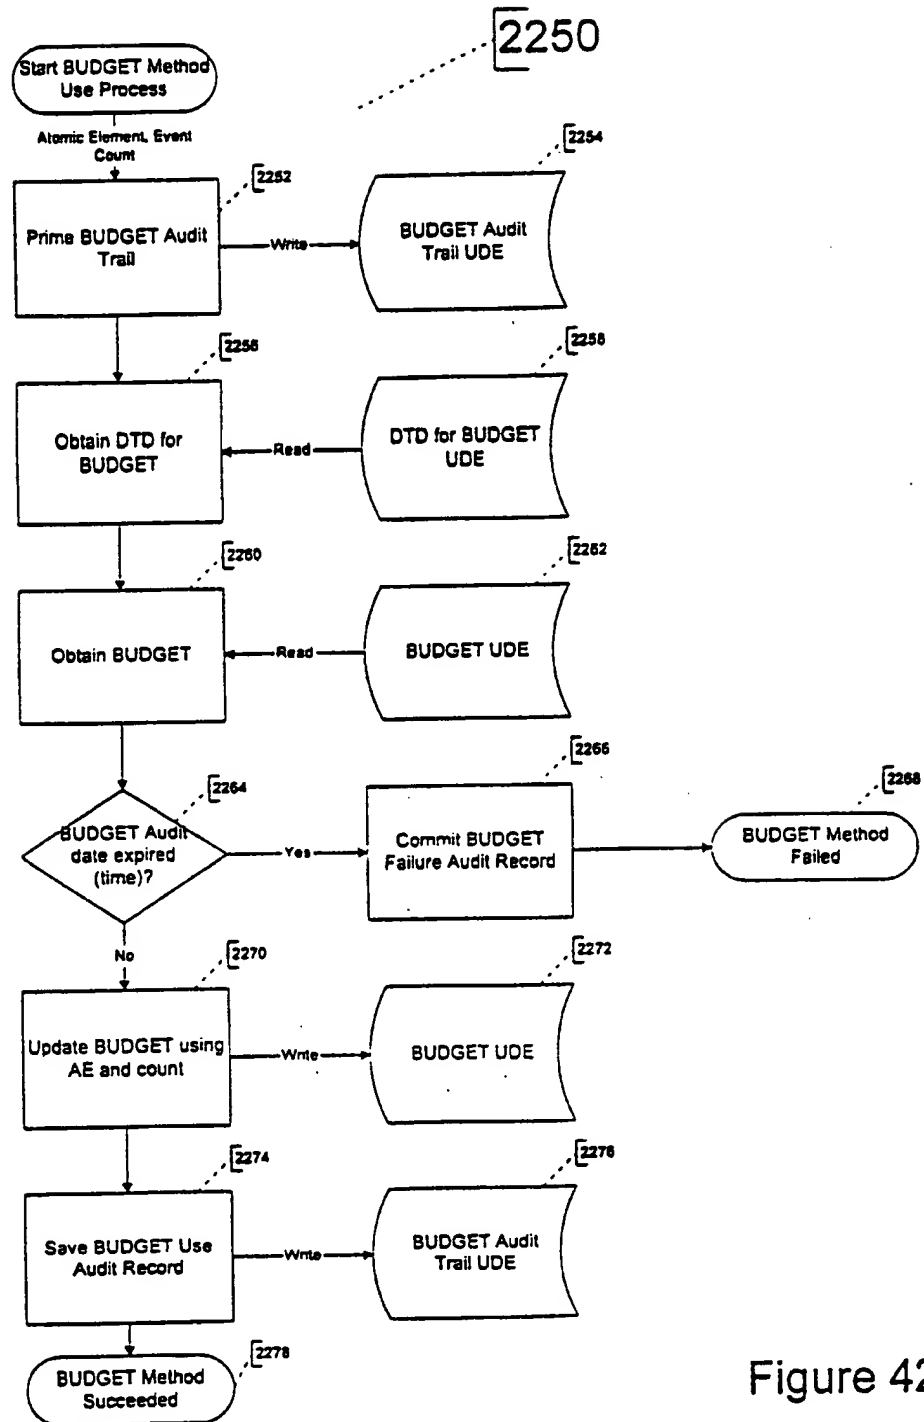 2250
Start BUDGET Method
Use Process
Atomic Element, Event
Count
2252
2254
Prime BUDGET Audit
Trail
Write
BUDGET Audit
Trail UDE
2256
2258
Obtain DTD for
BUDGET
Read
DTD for BUDGET
UDE
2260
2262
Obtain BUDGET
Read
BUDGET UDE
2264
2266
2268
BUDGET Audit
date expired
(time)?
Yes
Commit BUDGET
Failure Audit Record
BUDGET Method
Failed
No
2270
2272
Update BUDGET using
AE and count
Write
BUDGET UDE
2274
2276
Save BUDGET Use
Audit Record
Write
BUDGET Audit
Trail UDE
2278
BUDGET Method
Succeeded
Figure 42